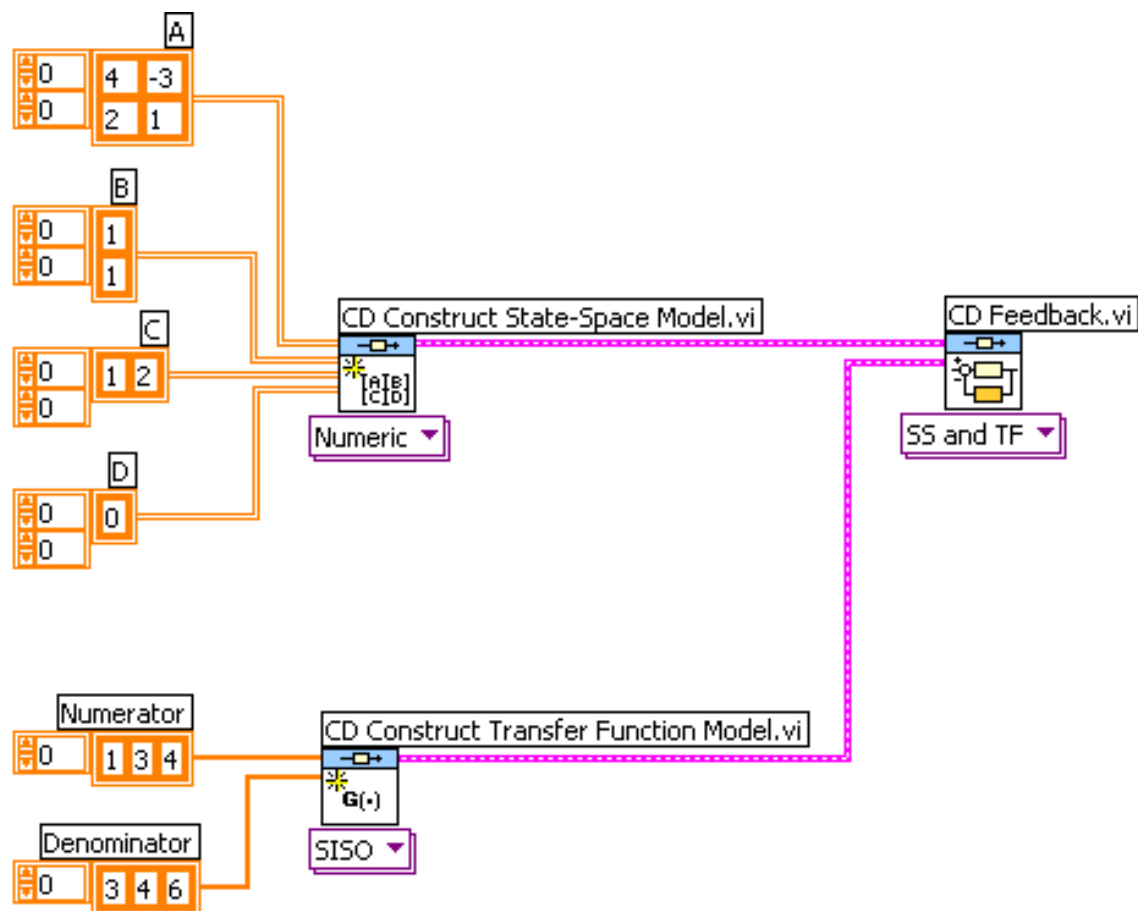 A
0 4 -3
0 2 1
B
0 1
0 1
C
0 1 2
0
D
0 0
0
CD Construct State-Space Model.vi
[A|B]
[C|D]
Numeric
CD Feedback.vi
+
-
SS and TF
Numerator
0 1 3 4
CD Construct Transfer Function Model.vi
G(·)
SISO
Denominator
0 3 4 6